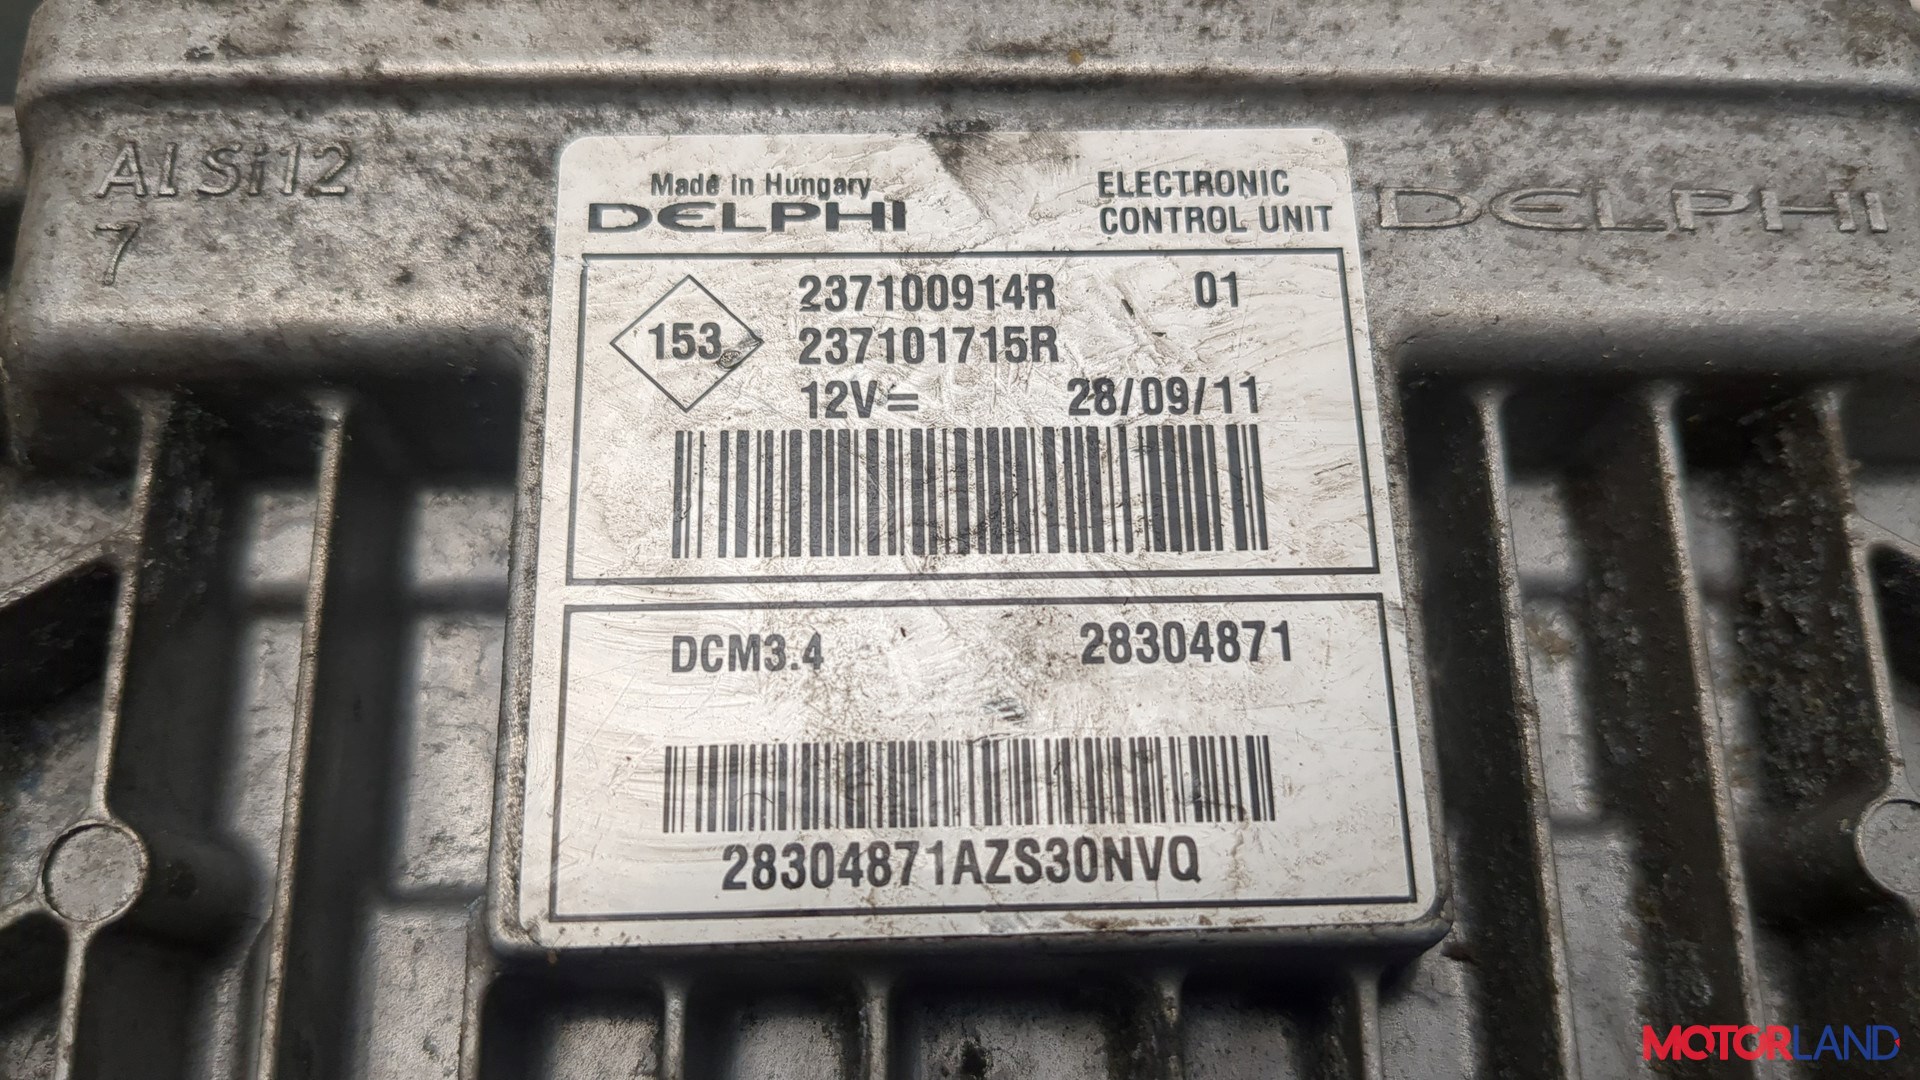 AlSi12
7
Made in Hungary
DELPHI
ELECTRONIC
CONTROL UNIT
DELPHI
153
237100914R 01
237101715R
12V= 28/09/11
DCM3.4 28304871
28304871AZS30NVQ
MOTORLAND